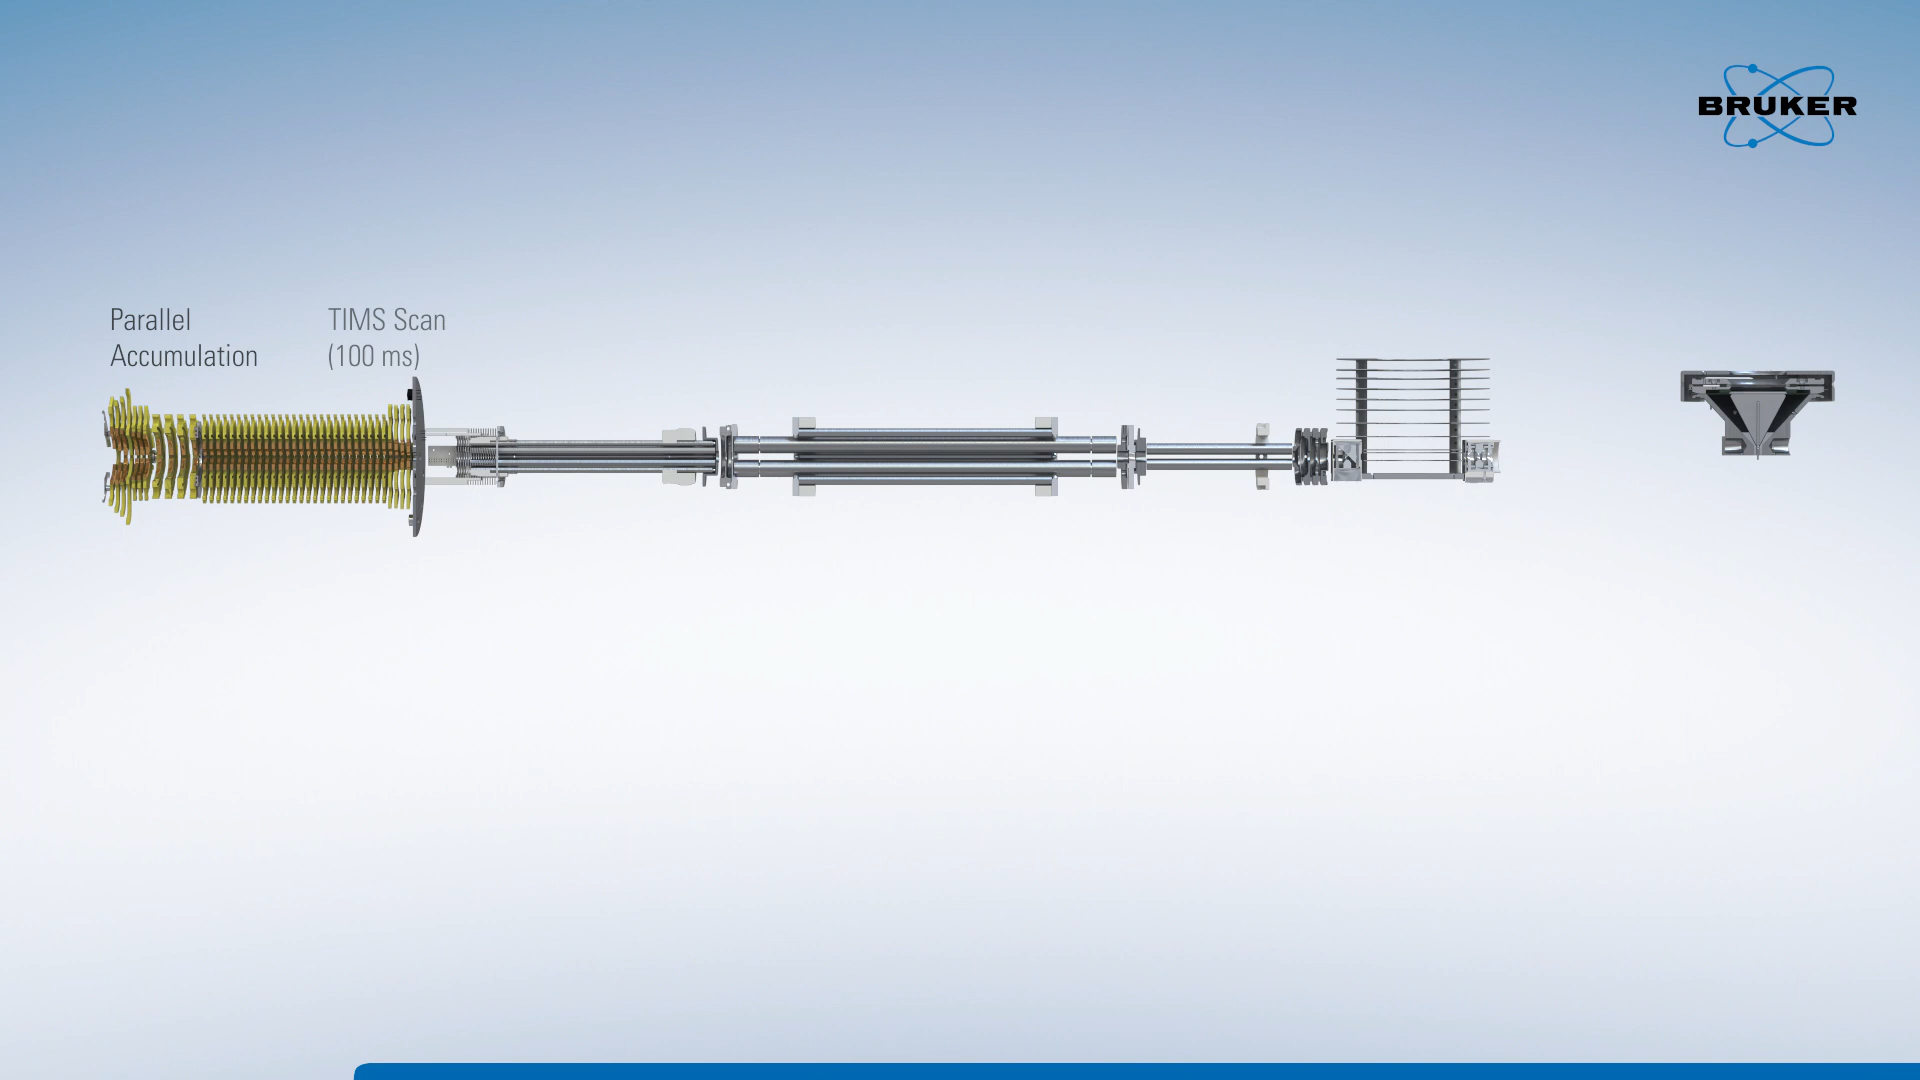 BRUKER
Parallel
Accumulation
TIMS Scan
(100 ms)